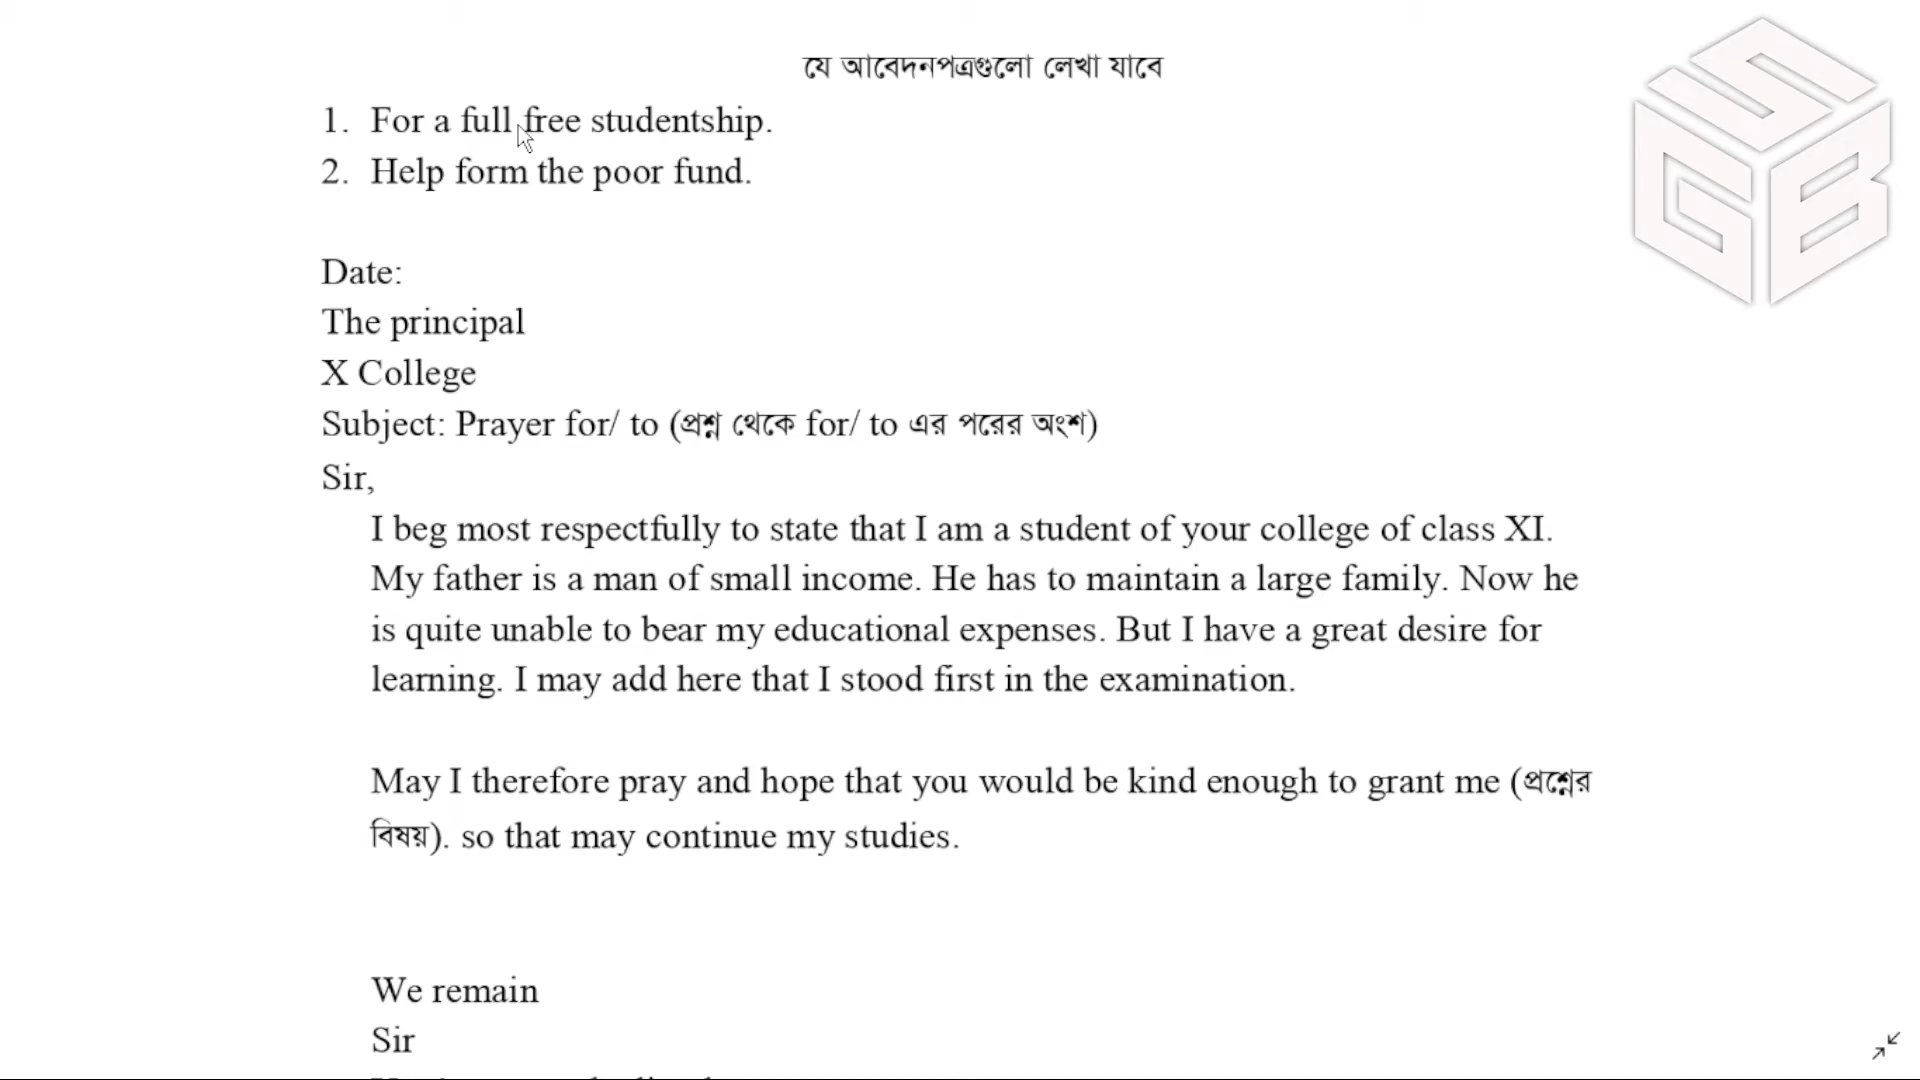 যে আবেদনপত্রগুলো লেখা যাবে
1. For a full free studentship.
2. Help form the poor fund.
Date:
The principal
X College
Subject: Prayer for/ to (প্রশ্ন থেকে for/ to এর পরের অংশ)
Sir,
I beg most respectfully to state that I am a student of your college of class XI.
My father is a man of small income. He has to maintain a large family. Now he
is quite unable to bear my educational expenses. But I have a great desire for
learning. I may add here that I stood first in the examination.
May I therefore pray and hope that you would be kind enough to grant me (প্রশ্নের
বিষয়). so that may continue my studies.
We remain
Sir
SGB